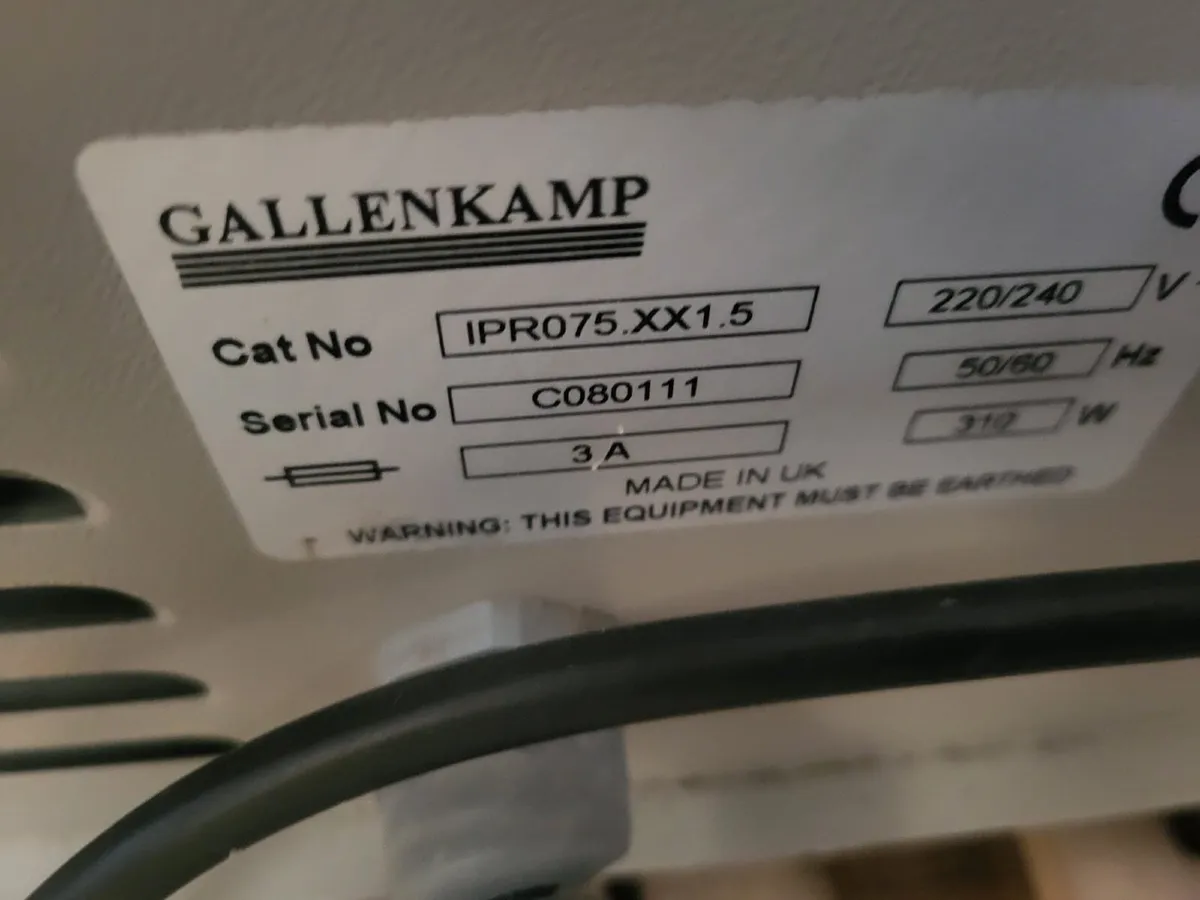 GALLENKAMP
Cat No IPR075.XX1.5 220/240 V
Serial No C080111 50/60 Hz
3 A 310 W
MADE IN UK
WARNING: THIS EQUIPMENT MUST BE EARTHED